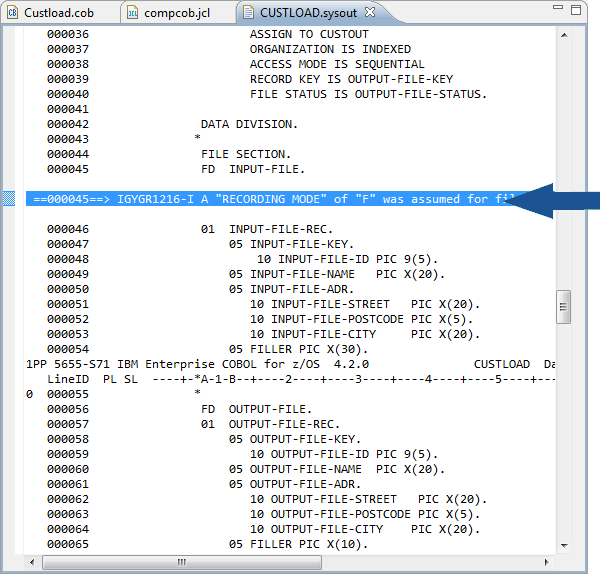 Custload.cob compcob.jcl CUSTLOAD.sysout
000036 ASSIGN TO CUSTOUT
000037 ORGANIZATION IS INDEXED
000038 ACCESS MODE IS SEQUENTIAL
000039 RECORD KEY IS OUTPUT-FILE-KEY
000040 FILE STATUS IS OUTPUT-FILE-STATUS.
000041
000042 DATA DIVISION.
000043 *
000044 FILE SECTION.
000045 FD INPUT-FILE.
==000045==> IGYGR1216-I A "RECORDING MODE" of "F" was assumed for
000046 01 INPUT-FILE-REC.
000047 05 INPUT-FILE-KEY.
000048 10 INPUT-FILE-ID PIC 9(5).
000049 05 INPUT-FILE-NAME PIC X(20).
000050 05 INPUT-FILE-ADR.
000051 10 INPUT-FILE-STREET PIC X(20).
000052 10 INPUT-FILE-POSTCODE PIC X(5).
000053 10 INPUT-FILE-CITY PIC X(20).
000054 05 FILLER PIC X(30).
1PP 5655-S71 IBM Enterprise COBOL for z/OS 4.2.0 CUSTLOAD Da
LineID PL SL ----+-*A-1-B--+----2----+----3----+----4----+----5----+---
0 000055 *
000056 FD OUTPUT-FILE.
000057 01 OUTPUT-FILE-REC.
000058 05 OUTPUT-FILE-KEY.
000059 10 OUTPUT-FILE-ID PIC 9(5).
000060 05 OUTPUT-FILE-NAME PIC X(20).
000061 05 OUTPUT-FILE-ADR.
000062 10 OUTPUT-FILE-STREET PIC X(20).
000063 10 OUTPUT-FILE-POSTCODE PIC X(5).
000064 10 OUTPUT-FILE-CITY PIC X(20).
000065 05 FILLER PIC X(10).